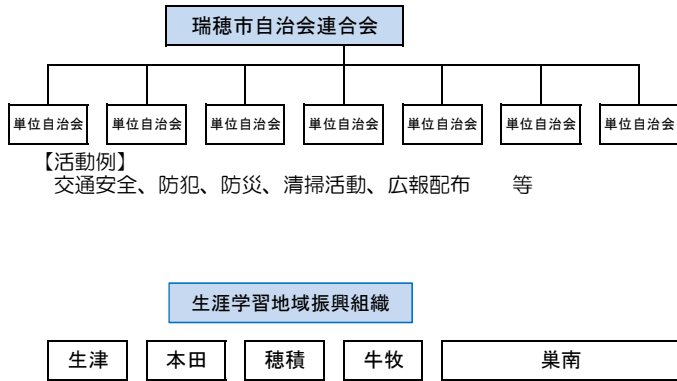 瑞穂市自治会連合会
単位自治会 単位自治会 単位自治会 単位自治会 単位自治会 単位自治会 単位自治会
【活動例】
交通安全、防犯、防災、清掃活動、広報配布　　等
生涯学習地域振興組織
生津 本田 穂積 牛牧 巣南